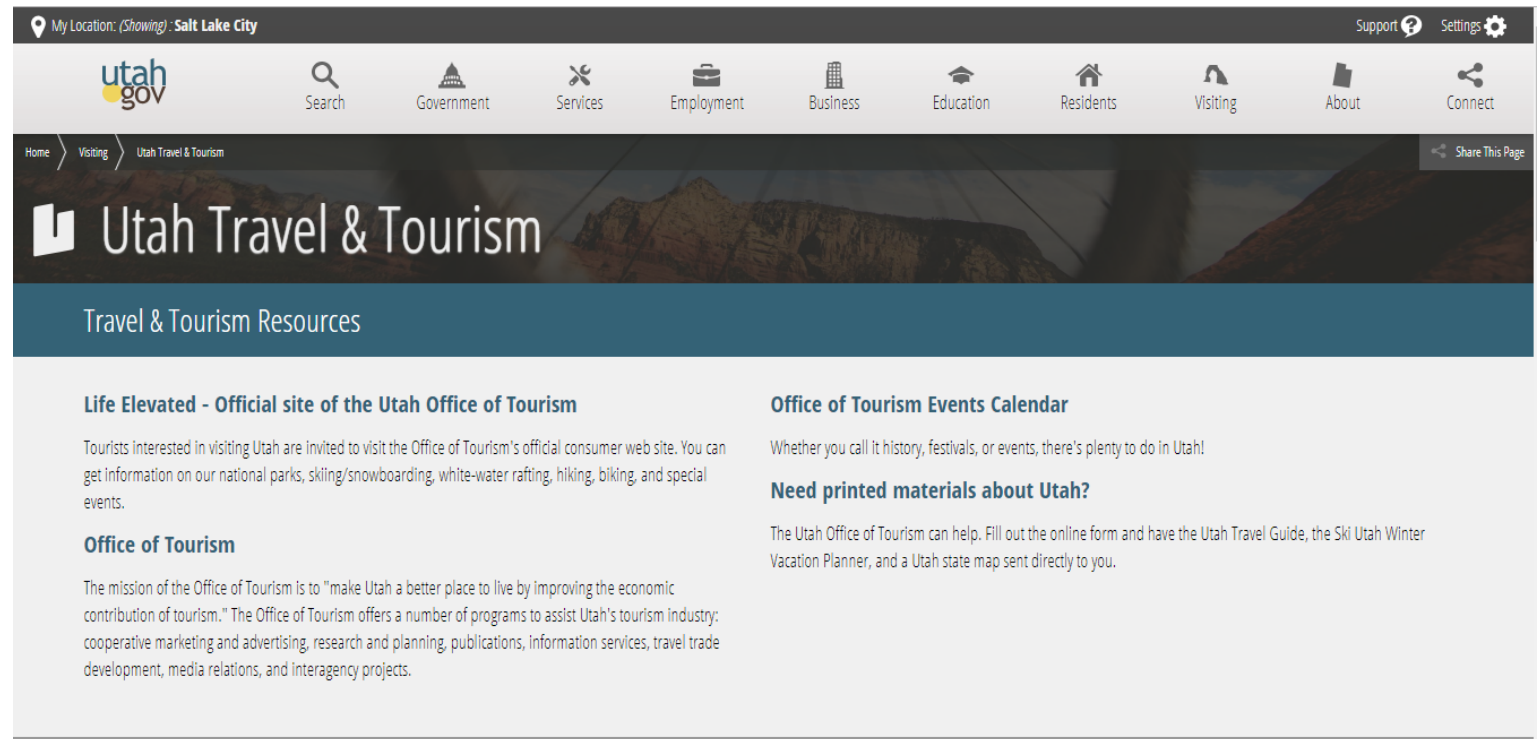 My Location: (Showing) : Salt Lake City
Support
Settings
utah
gov
Search
Government
Services
Employment
Business
Education
Residents
Visiting
About
Connect
Home
Visiting
Utah Travel & Tourism
Share This Page
Utah Travel & Tourism
Travel & Tourism Resources
Life Elevated - Official site of the Utah Office of Tourism
Tourists interested in visiting Utah are invited to visit the Office of Tourism's official consumer web site. You can
get information on our national parks, skiing/snowboarding, white-water rafting, hiking, biking, and special
events.
Office of Tourism
The mission of the Office of Tourism is to "make Utah a better place to live by improving the economic
contribution of tourism." The Office of Tourism offers a number of programs to assist Utah's tourism industry:
cooperative marketing and advertising, research and planning, publications, information services, travel trade
development, media relations, and interagency projects.
Office of Tourism Events Calendar
Whether you call it history, festivals, or events, there's plenty to do in Utah!
Need printed materials about Utah?
The Utah Office of Tourism can help. Fill out the online form and have the Utah Travel Guide, the Ski Utah Winter
Vacation Planner, and a Utah state map sent directly to you.